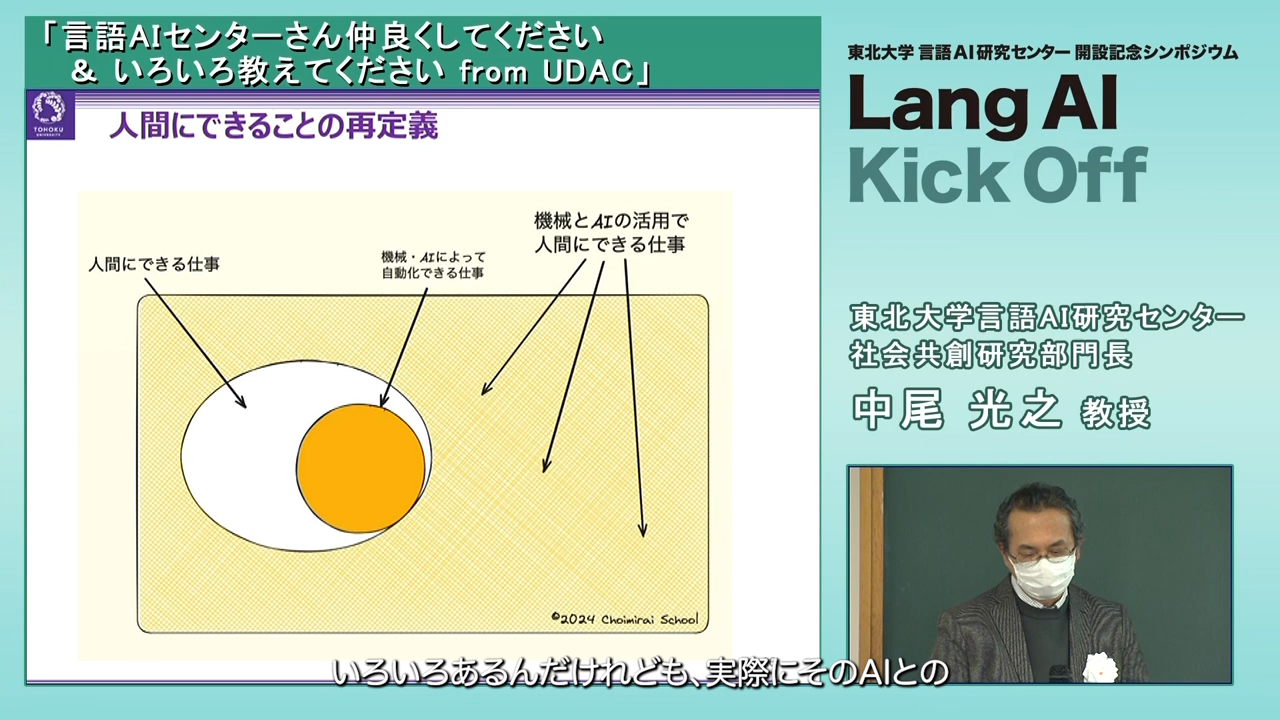 「言語AIセンターさん仲良くしてください
& いろいろ教えてください from UDAC」
TOHOKU
UNIVERSITY
人間にできることの再定義
機械とAIの活用で
人間にできる仕事
人間にできる仕事
機械・AIによって
自動化できる仕事
©2024 Choimirai School
東北大学 言語AI研究センター 開設記念シンポジウム
Lang AI
Kick Off
東北大学言語AI研究センター
社会共創研究部門長
中尾 光之 教授
いろいろあるんだけれども、実際にそのAIとの